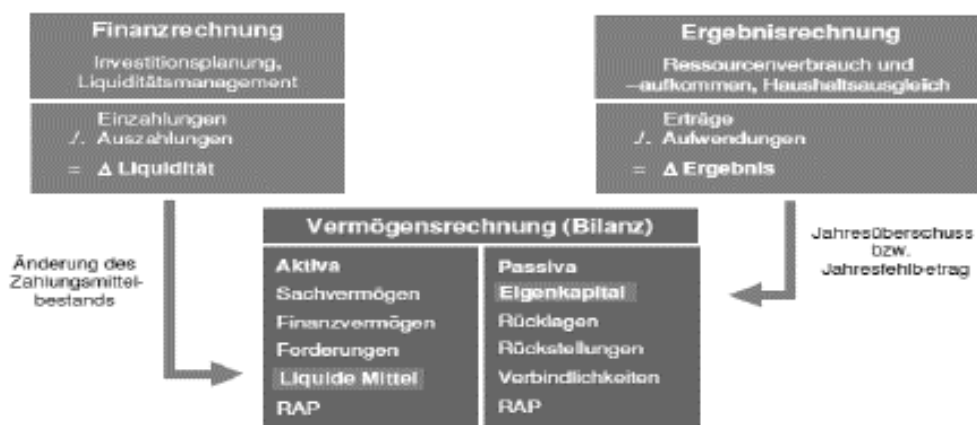 Finanzrechnung
Investitionsplanung,
Liquiditätsmanagement
Einzahlungen
./. Auszahlungen
= Δ Liquidität
Ergebnisrechnung
Ressourcenverbrauch und
–aufkommen, Haushaltsausgleich
Erträge
./. Aufwendungen
= Δ Ergebnis
Änderung des
Zahlungsmittel-
bestands
Jahresüberschuss
bzw.
Jahresfehlbetrag
Vermögensrechnung (Bilanz)
Aktiva
Sachvermögen
Finanzvermögen
Forderungen
Liquide Mittel
RAP
Passiva
Eigenkapital
Rücklagen
Rückstellungen
Verbindlichkeiten
RAP